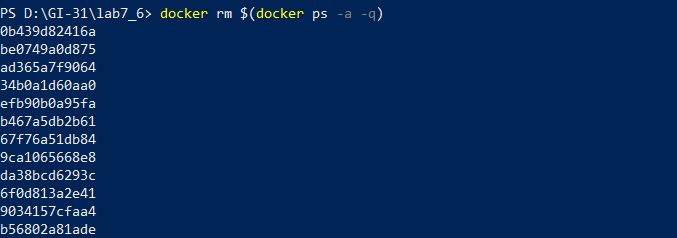 PS D:\GI-31\lab7_6> docker rm $(docker ps -a -q)
0b439d82416a
be0749a0d875
ad365a7f9064
34b0a1d60aa0
efb90b0a95fa
b467a5db2b61
67f76a51db84
9ca1065668e8
da38bcd6293c
6f0d813a2e41
9034157cfaa4
b56802a81ade